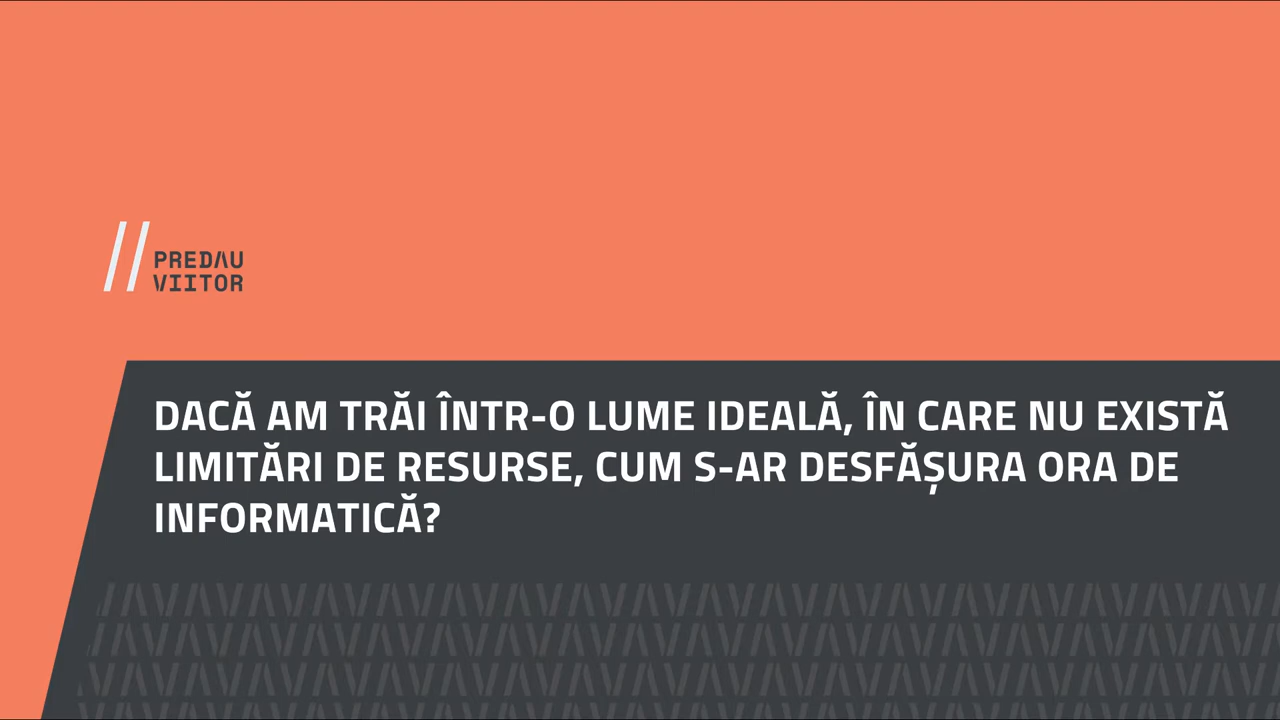 //PREDAU
VIITOR
DACĂ AM TRĂI ÎNTR-O LUME IDEALĂ, ÎN CARE NU EXISTĂ
LIMITĂRI DE RESURSE, CUM S-AR DESFĂȘURA ORA DE
INFORMATICĂ?